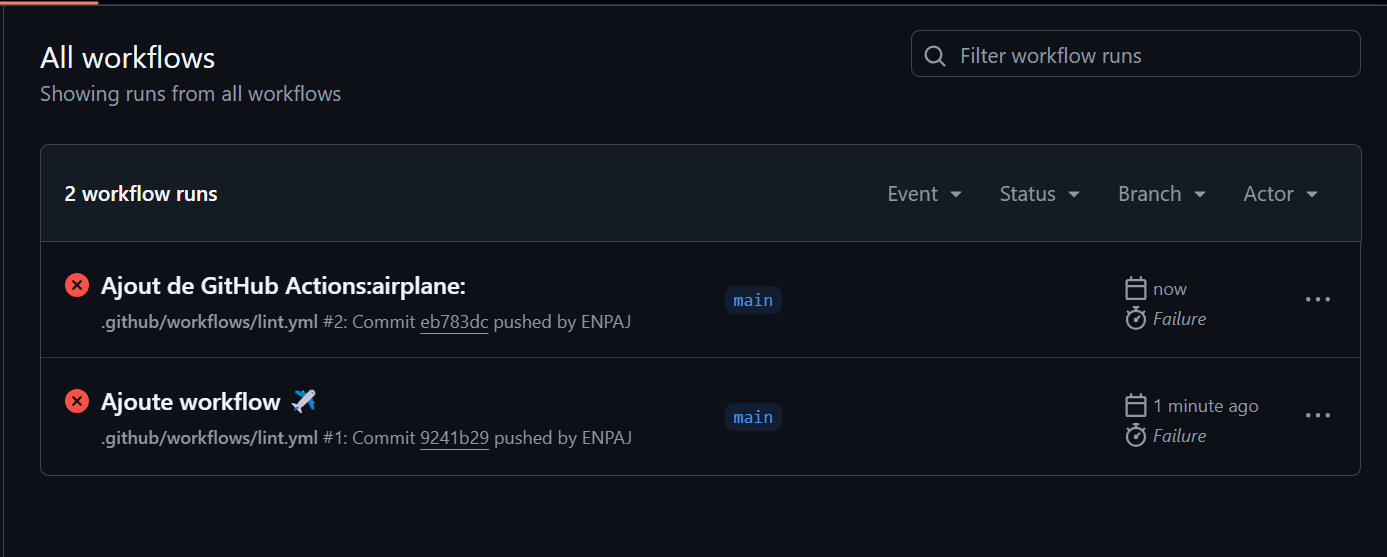 All workflows
Filter workflow runs
Showing runs from all workflows
2 workflow runs
Event
Status
Branch
Actor
Ajout de GitHub Actions:airplane:
.github/workflows/lint.yml #2: Commit eb783dc pushed by ENPAJ
main
now
Failure
Ajoute workflow ✈️
.github/workflows/lint.yml #1: Commit 9241b29 pushed by ENPAJ
main
1 minute ago
Failure